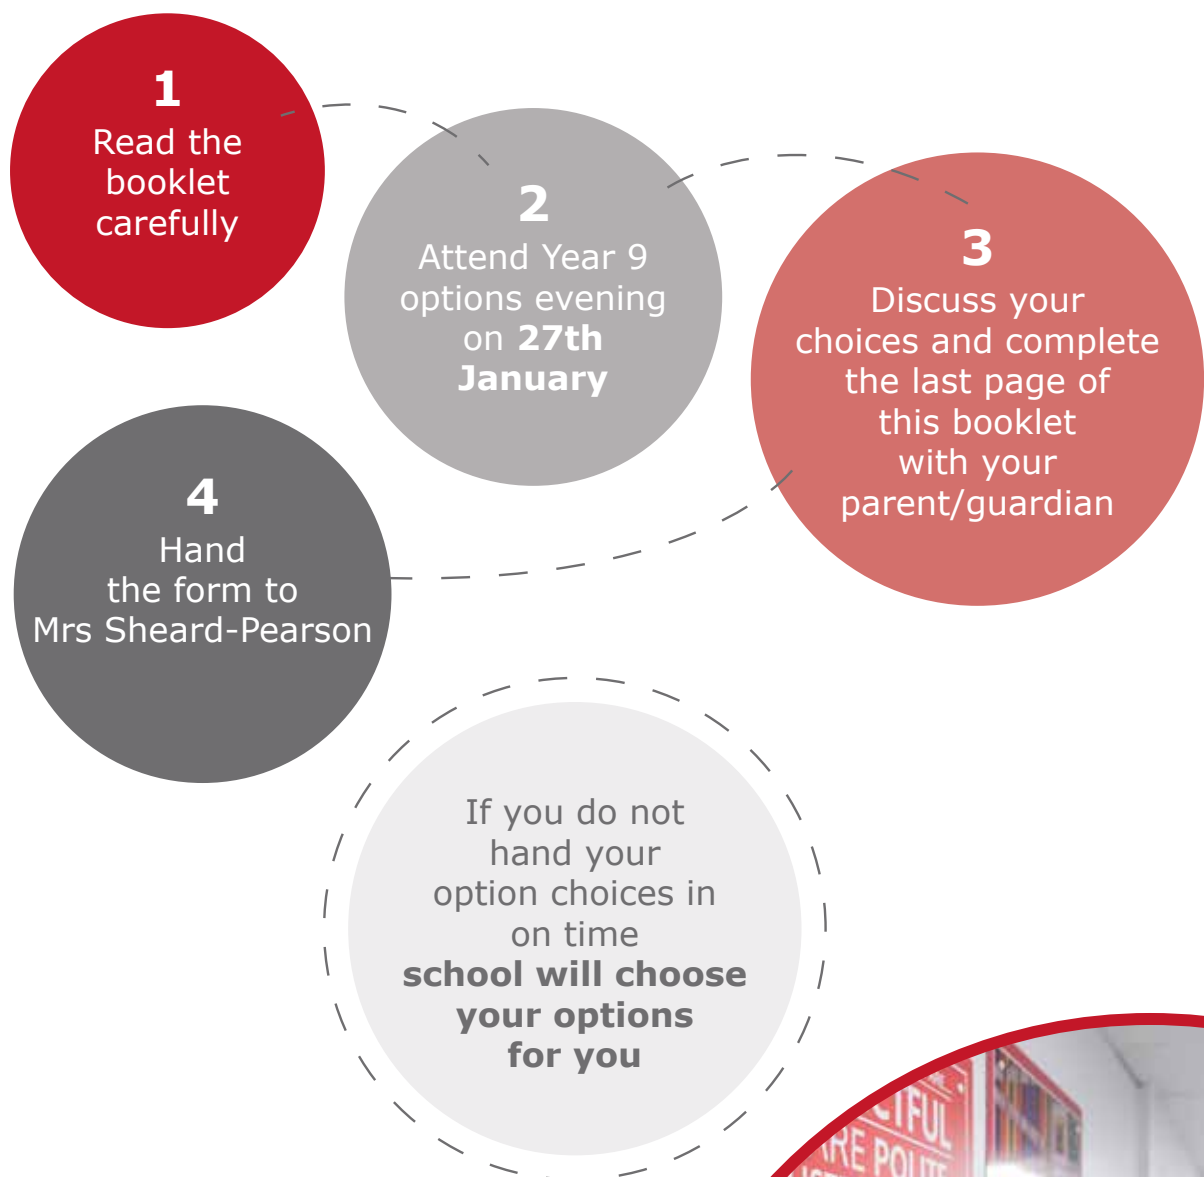 1
Read the
booklet
carefully
2
Attend Year 9
options evening
on 27th
January
3
Discuss your
choices and complete
the last page of
this booklet
with your
parent/guardian
4
Hand
the form to
Mrs Sheard-Pearson
If you do not
hand your
option choices in
on time
school will choose
your options
for you
POLITE